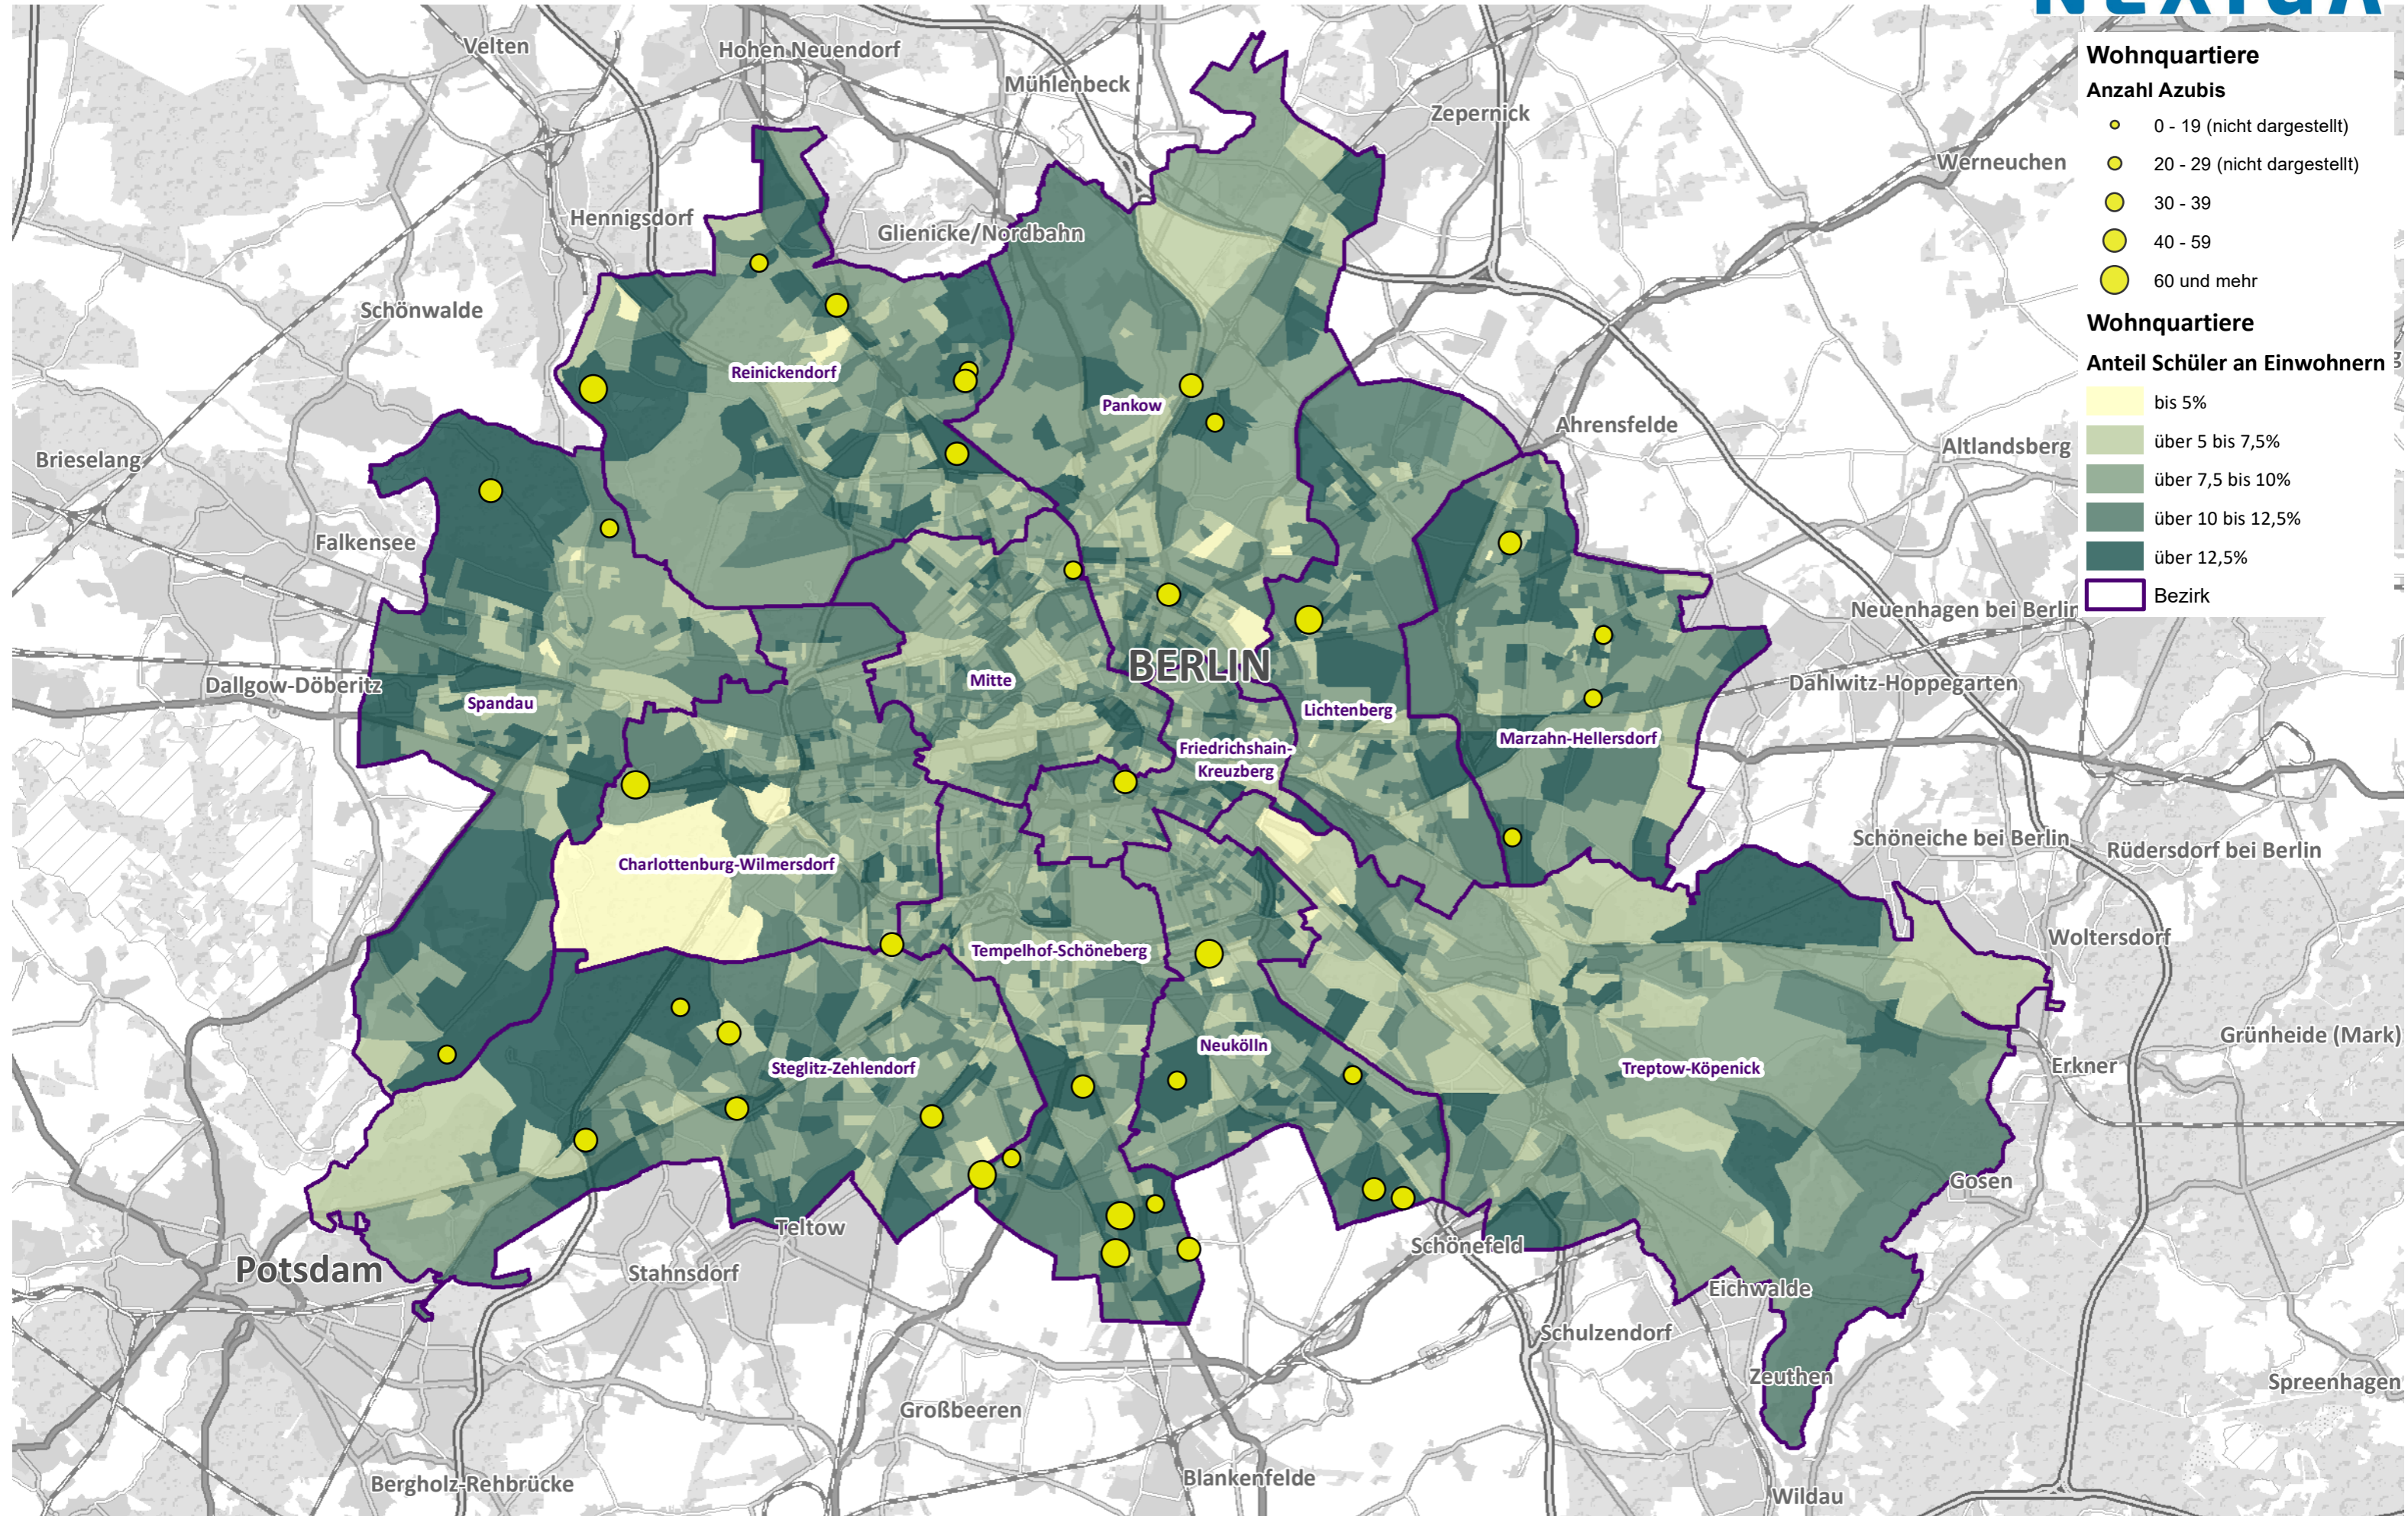 NEXIGA
Wohnquartiere
Anzahl Azubis
0 - 19 (nicht dargestellt)
20 - 29 (nicht dargestellt)
30 - 39
40 - 59
60 und mehr
Wohnquartiere
Anteil Schüler an Einwohnern
bis 5%
über 5 bis 7,5%
über 7,5 bis 10%
über 10 bis 12,5%
über 12,5%
Bezirk
Velten
Hohen Neuendorf
Mühlenbeck
Zepernick
Werneuchen
Hennigsdorf
Glienicke/Nordbahn
Schönwalde
Reinickendorf
Pankow
Ahrensfelde
Altlandsberg
Brieselang
Falkensee
Neuenhagen bei Berlin
BERLIN
Mitte
Dallgow-Döberitz
Dahlwitz-Hoppegarten
Spandau
Lichtenberg
Marzahn-Hellersdorf
Friedrichshain-
Kreuzberg
Schöneiche bei Berlin
Rüdersdorf bei Berlin
Charlottenburg-Wilmersdorf
Woltersdorf
Tempelhof-Schöneberg
Grünheide (Mark)
Neukölln
Erkner
Steglitz-Zehlendorf
Treptow-Köpenick
Gosen
Teltow
Schönefeld
Potsdam
Stahnsdorf
Eichwalde
Schulzendorf
Zeuthen
Spreenhagen
Großbeeren
Blankenfelde
Bergholz-Rehbrücke
Wildau